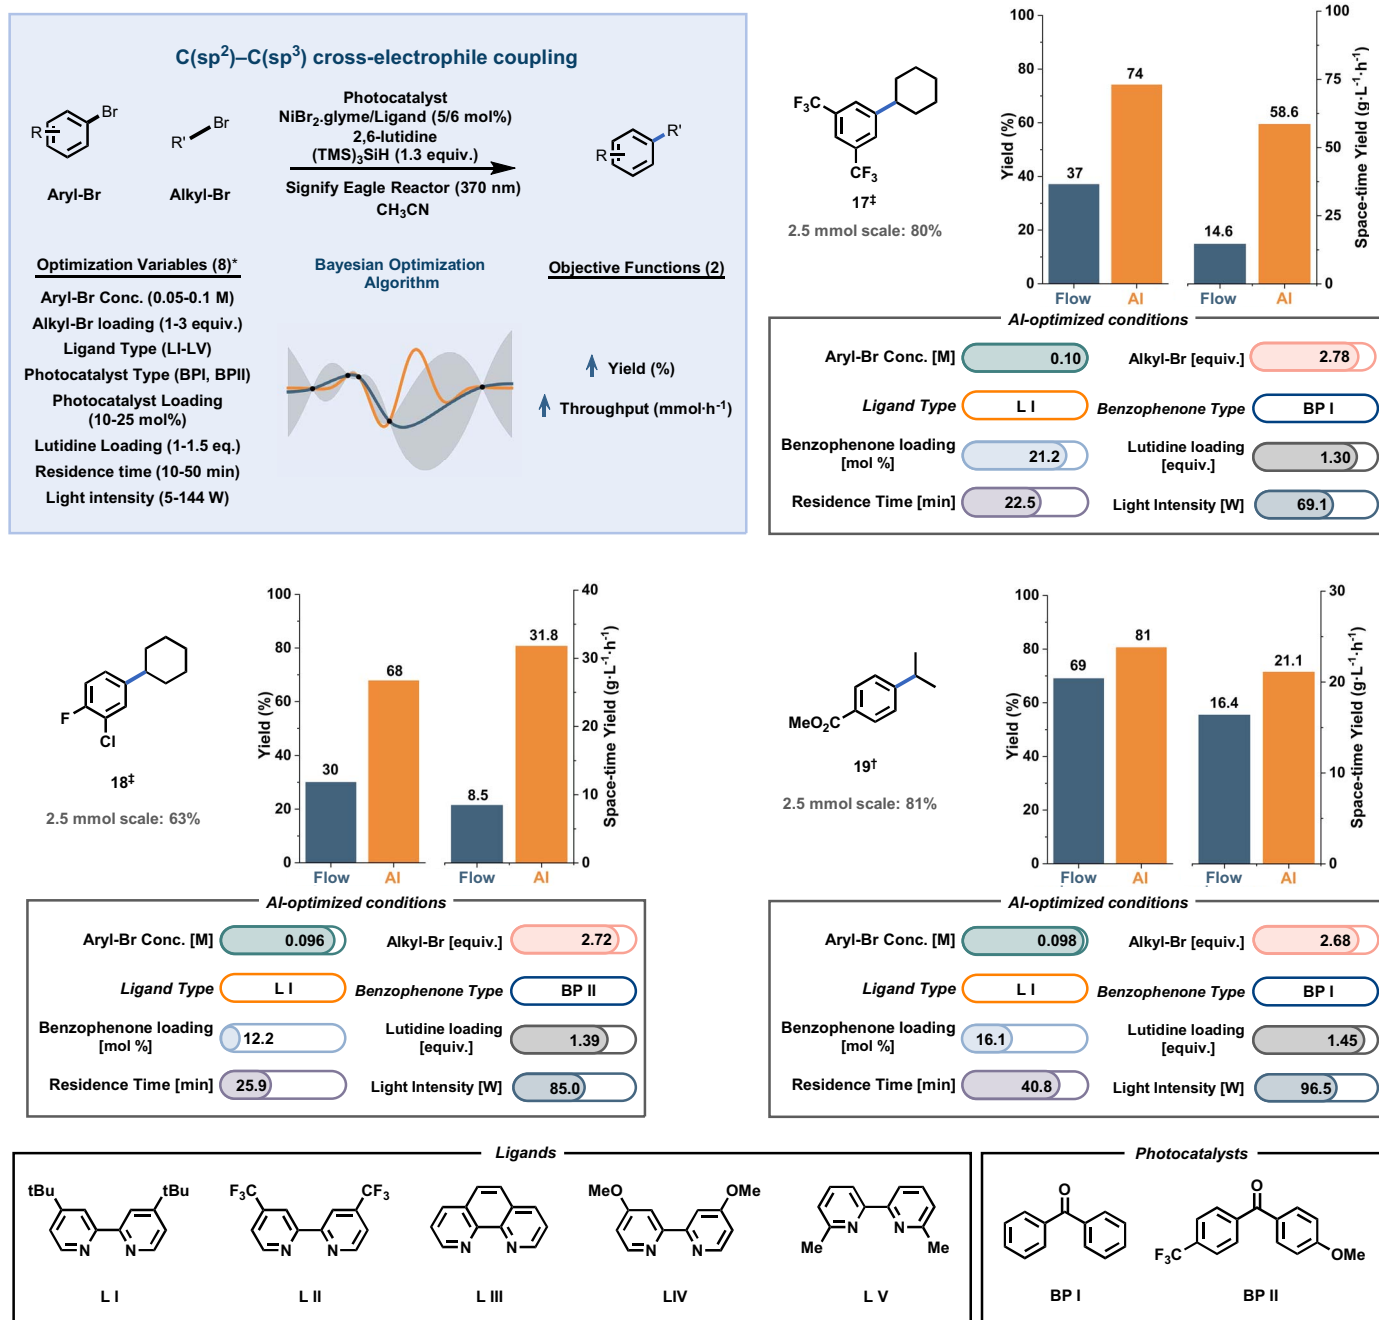 C(sp²)–C(sp³) cross-electrophile coupling
R
Br
Aryl-Br
R'
Br
Alkyl-Br
Photocatalyst
NiBr₂.glyme/Ligand (5/6 mol%)
2,6-lutidine
(TMS)₃SiH (1.3 equiv.)
Signify Eagle Reactor (370 nm)
CH₃CN
R
R'
Optimization Variables (8)*
Aryl-Br Conc. (0.05-0.1 M)
Alkyl-Br loading (1-3 equiv.)
Ligand Type (LI-LV)
Photocatalyst Type (BPI, BPII)
Photocatalyst Loading
(10-25 mol%)
Lutidine Loading (1-1.5 eq.)
Residence time (10-50 min)
Light intensity (5-144 W)
Bayesian Optimization
Algorithm
Objective Functions (2)
Yield (%)
Throughput (mmol·h⁻¹)
F₃C
CF₃
17‡
2.5 mmol scale: 80%
Yield (%)
100
80
60
40
20
0
37
74
14.6
58.6
Flow
AI
Flow
AI
100
75
50
25
0
Space-time Yield (g·L⁻¹·h⁻¹)
AI-optimized conditions
Aryl-Br Conc. [M] 0.10
Alkyl-Br [equiv.] 2.78
Ligand Type L I
Benzophenone Type BP I
Benzophenone loading
[mol %]
21.2
Lutidine loading
[equiv.]
1.30
Residence Time [min] 22.5
Light Intensity [W] 69.1
F
Cl
18‡
2.5 mmol scale: 63%
Yield (%)
100
80
60
40
20
0
30
68
8.5
31.8
Flow
AI
Flow
AI
40
30
20
10
0
Space-time Yield (g·L⁻¹·h⁻¹)
AI-optimized conditions
Aryl-Br Conc. [M] 0.096
Alkyl-Br [equiv.] 2.72
Ligand Type L I
Benzophenone Type BP II
Benzophenone loading
[mol %]
12.2
Lutidine loading
[equiv.]
1.39
Residence Time [min] 25.9
Light Intensity [W] 85.0
MeO₂C
19†
2.5 mmol scale: 81%
Yield (%)
100
80
60
40
20
0
69
81
16.4
21.1
Flow
AI
Flow
AI
30
20
10
0
Space-time Yield (g·L⁻¹·h⁻¹)
AI-optimized conditions
Aryl-Br Conc. [M] 0.098
Alkyl-Br [equiv.] 2.68
Ligand Type L I
Benzophenone Type BP I
Benzophenone loading
[mol %]
16.1
Lutidine loading
[equiv.]
1.45
Residence Time [min] 40.8
Light Intensity [W] 96.5
Ligands
tBu
tBu
N
N
L I
F₃C
CF₃
N
N
L II
N
N
L III
MeO
OMe
N
N
LIV
N
N
Me
Me
L V
Photocatalysts
O
BP I
O
F₃C
OMe
BP II